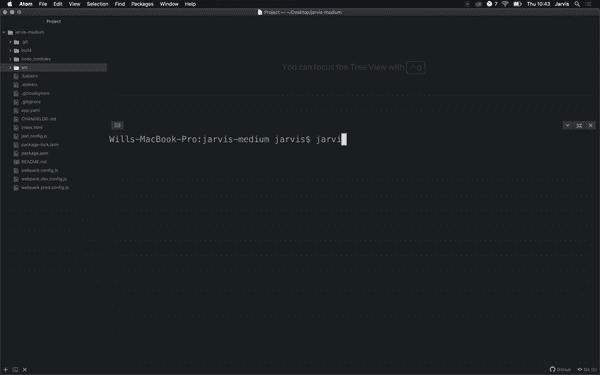 Atom File Edit View Selection Find Packages Window Help
7 Thu 10:43 Jarvis
Project — ~/Desktop/jarvis-medium
Project
jarvis-medium
.git
build
node_modules
src
.babelrc
.eslintrc
.gcloudignore
.gitignore
app.yaml
CHANGELOG.md
index.html
jest.config.js
package-lock.json
package.json
README.md
webpack.config.js
webpack.dev.config.js
webpack.prod.config.js
You can focus the Tree View with ^0
Wills-MacBook-Pro:jarvis-medium jarvis$ jarvi
GitHub Git (0)